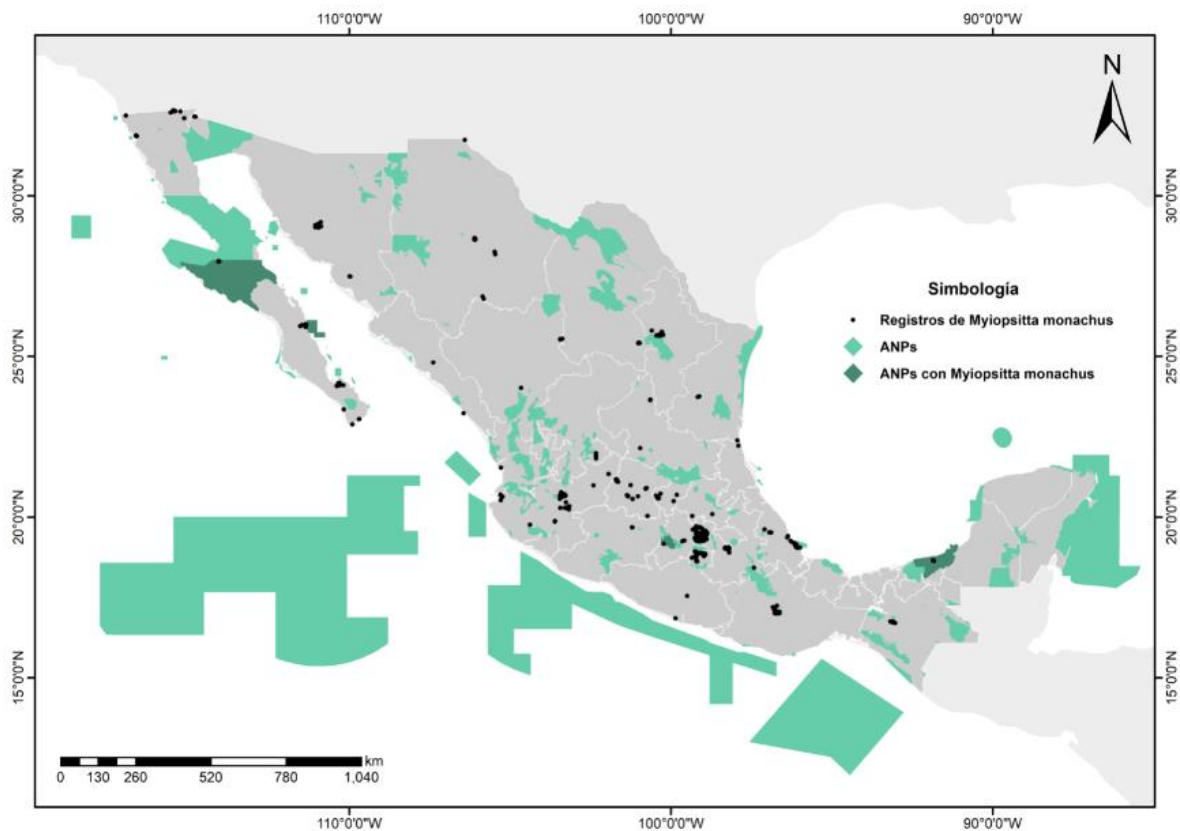 110°0'0"W 100°0'0"W 90°0'0"W
N
30°0'0"N 30°0'0"N
Simbología
Registros de Myiopsitta monachus
ANPs
ANPs con Myiopsitta monachus
25°0'0"N 25°0'0"N
20°0'0"N 20°0'0"N
15°0'0"N 15°0'0"N
km
0 130 260 520 780 1,040
110°0'0"W 100°0'0"W 90°0'0"W